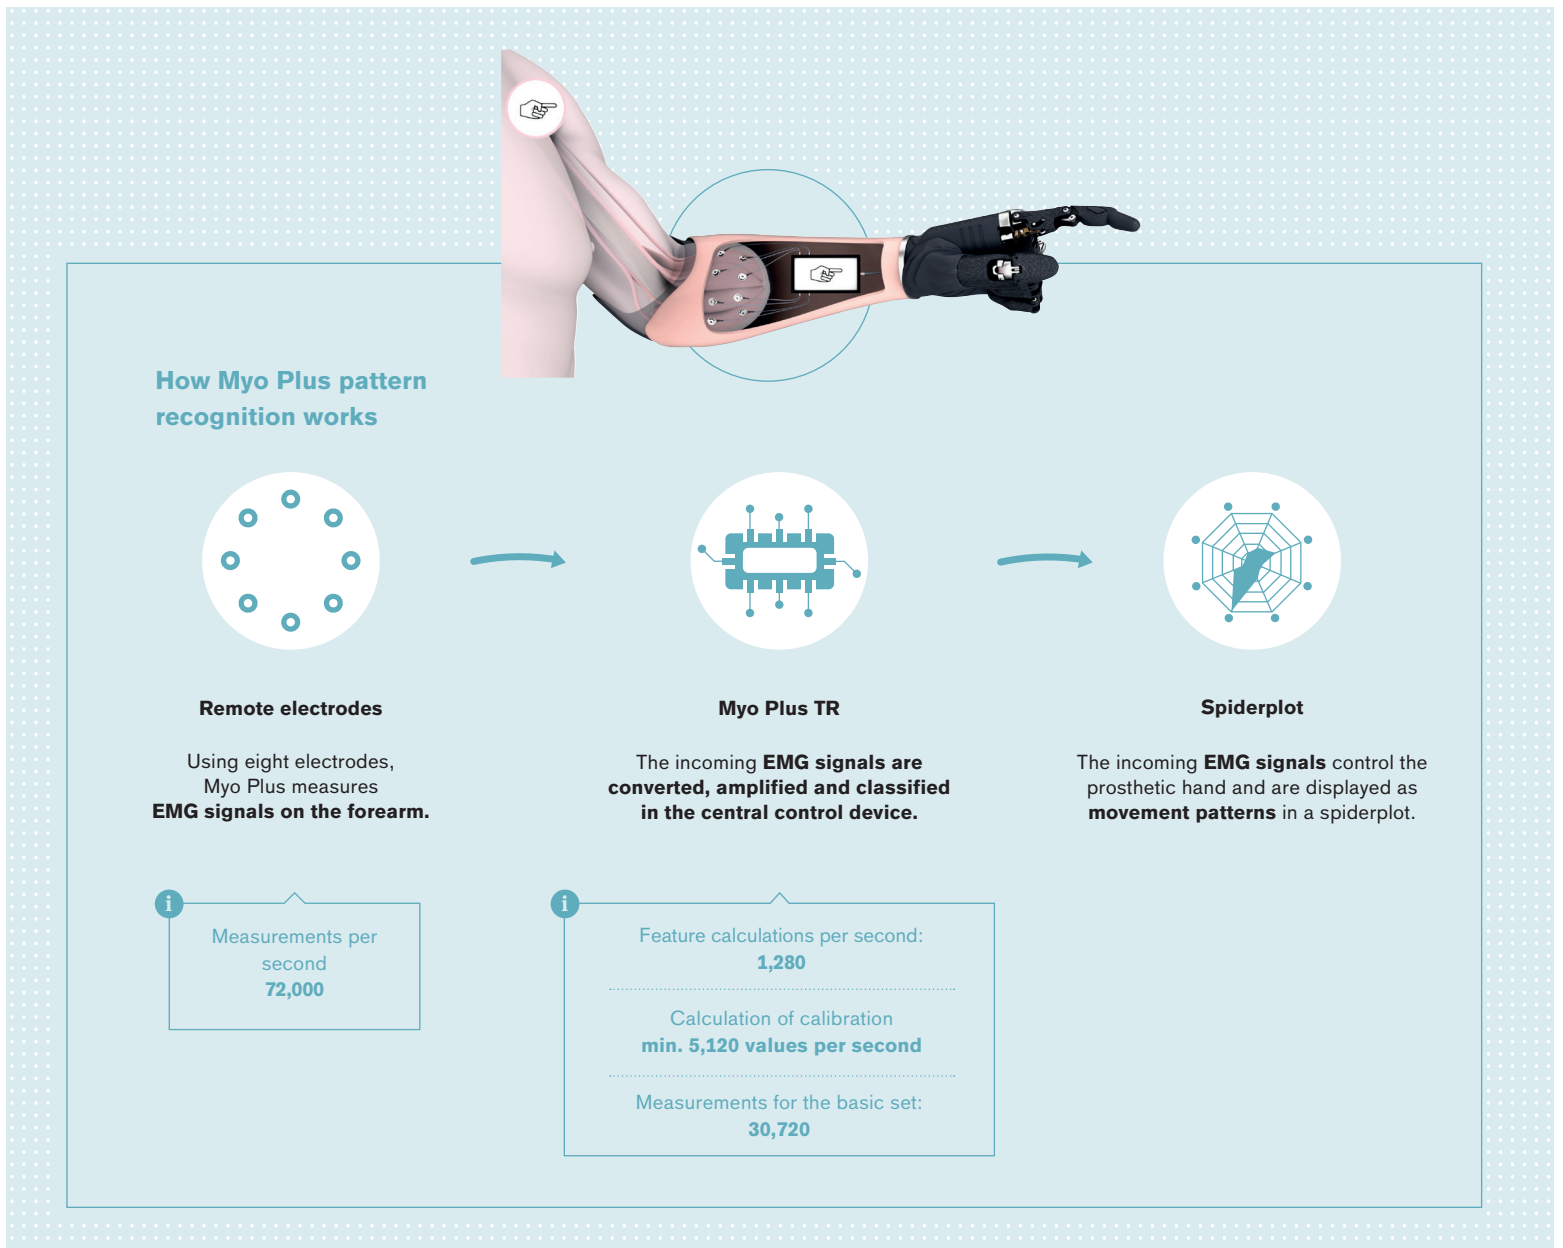 How Myo Plus pattern
recognition works
Remote electrodes
Using eight electrodes,
Myo Plus measures
EMG signals on the forearm.
i
Measurements per
second
72,000
Myo Plus TR
The incoming EMG signals are
converted, amplified and classified
in the central control device.
i
Feature calculations per second:
1,280
Calculation of calibration
min. 5,120 values per second
Measurements for the basic set:
30,720
Spiderplot
The incoming EMG signals control the
prosthetic hand and are displayed as
movement patterns in a spiderplot.